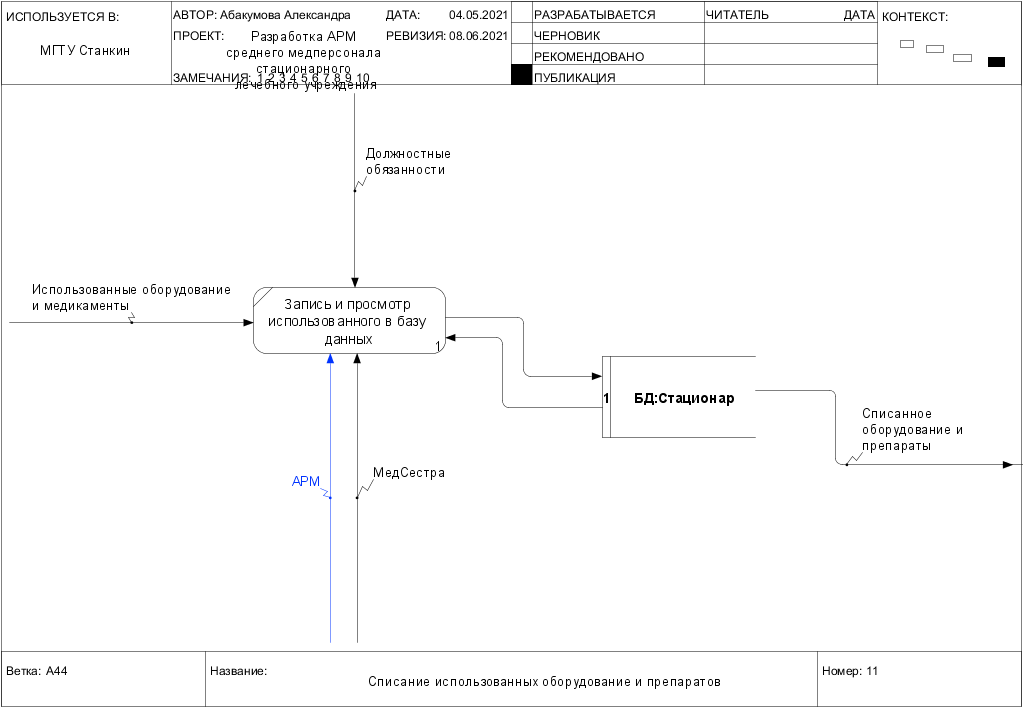 ИСПОЛЬЗУЕТСЯ В:
МГТУ Станкин
АВТОР: Абакумова Александра
ДАТА: 04.05.2021
ПРОЕКТ: Разработка АРМ
среднего медперсонала
стационарного
лечебного учреждения
РЕВИЗИЯ: 08.06.2021
ЗАМЕЧАНИЯ: 1 2 3 4 5 6 7 8 9 10
РАЗРАБАТЫВАЕТСЯ
ЧЕРНОВИК
РЕКОМЕНДОВАНО
ПУБЛИКАЦИЯ
ЧИТАТЕЛЬ ДАТА
КОНТЕКСТ:
Должностные
обязанности
Использованные оборудование
и медикаменты
Запись и просмотр
использованного в базу
данных
1
1
БД:Стационар
Списанное
оборудование и
препараты
АРМ
МедСестра
Ветка: A44
Название:
Списание использованных оборудование и препаратов
Номер: 11